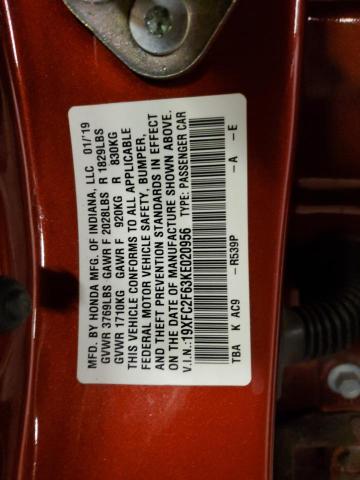 MFD. BY HONDA MFG. OF INDIANA, LLC 01/'19
GVWR 3769LBS GAWR F 2028LBS R 1829LBS
GVWR 1710KG GAWR F 920KG R 830KG
THIS VEHICLE CONFORMS TO ALL APPLICABLE
FEDERAL MOTOR VEHICLE SAFETY, BUMPER,
AND THEFT PREVENTION STANDARDS IN EFFECT
ON THE DATE OF MANUFACTURE SHOWN ABOVE.
V.I.N.:19XFC2F63KE020956 TYPE: PASSENGER CAR
-R539P -A -E
TBA K AC9